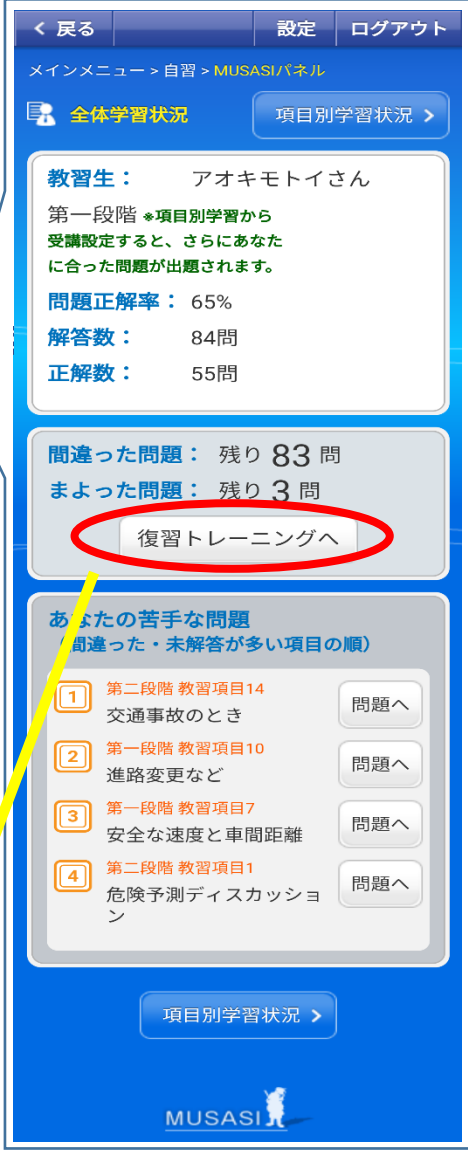 戻る
設定
ログアウト
メインメニュー > 自習 > MUSASIパネル
全体学習状況
項目別学習状況 >
教習生： アオキモトイさん
第一段階 ※項目別学習から
受講設定すると、さらにあなた
に合った問題が出題されます。
問題正解率： 65%
解答数： 84問
正解数： 55問
間違った問題： 残り 83 問
まよった問題： 残り 3 問
復習トレーニングへ
あなたの苦手な問題
（間違った・未解答が多い項目の順）
1 第二段階 教習項目14
交通事故のとき
問題へ
2 第一段階 教習項目10
進路変更など
問題へ
3 第一段階 教習項目7
安全な速度と車間距離
問題へ
4 第二段階 教習項目1
危険予測ディスカッショ
ン
問題へ
項目別学習状況 >
MUSASI